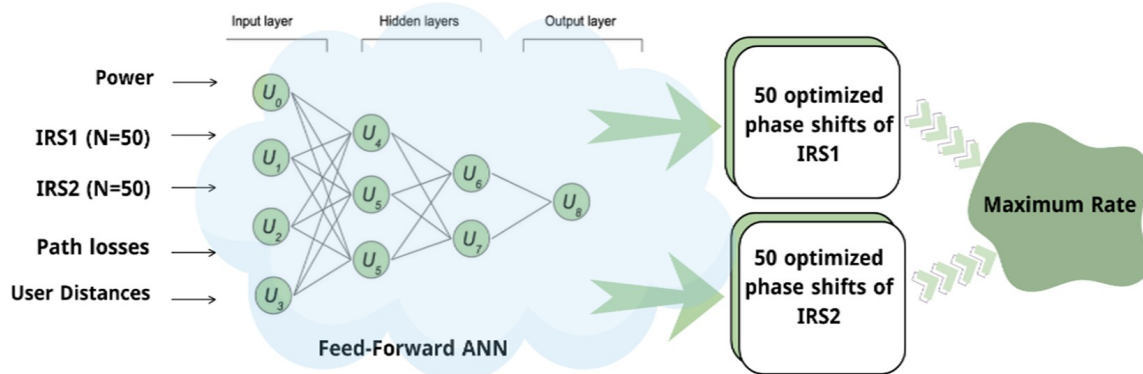 Input layer
Hidden layers
Output layer
Power
IRS1 (N=50)
IRS2 (N=50)
Path losses
User Distances
U0
U1
U2
U3
U4
U5
U5
U6
U7
U8
Feed-Forward ANN
50 optimized
phase shifts of
IRS1
50 optimized
phase shifts of
IRS2
Maximum Rate